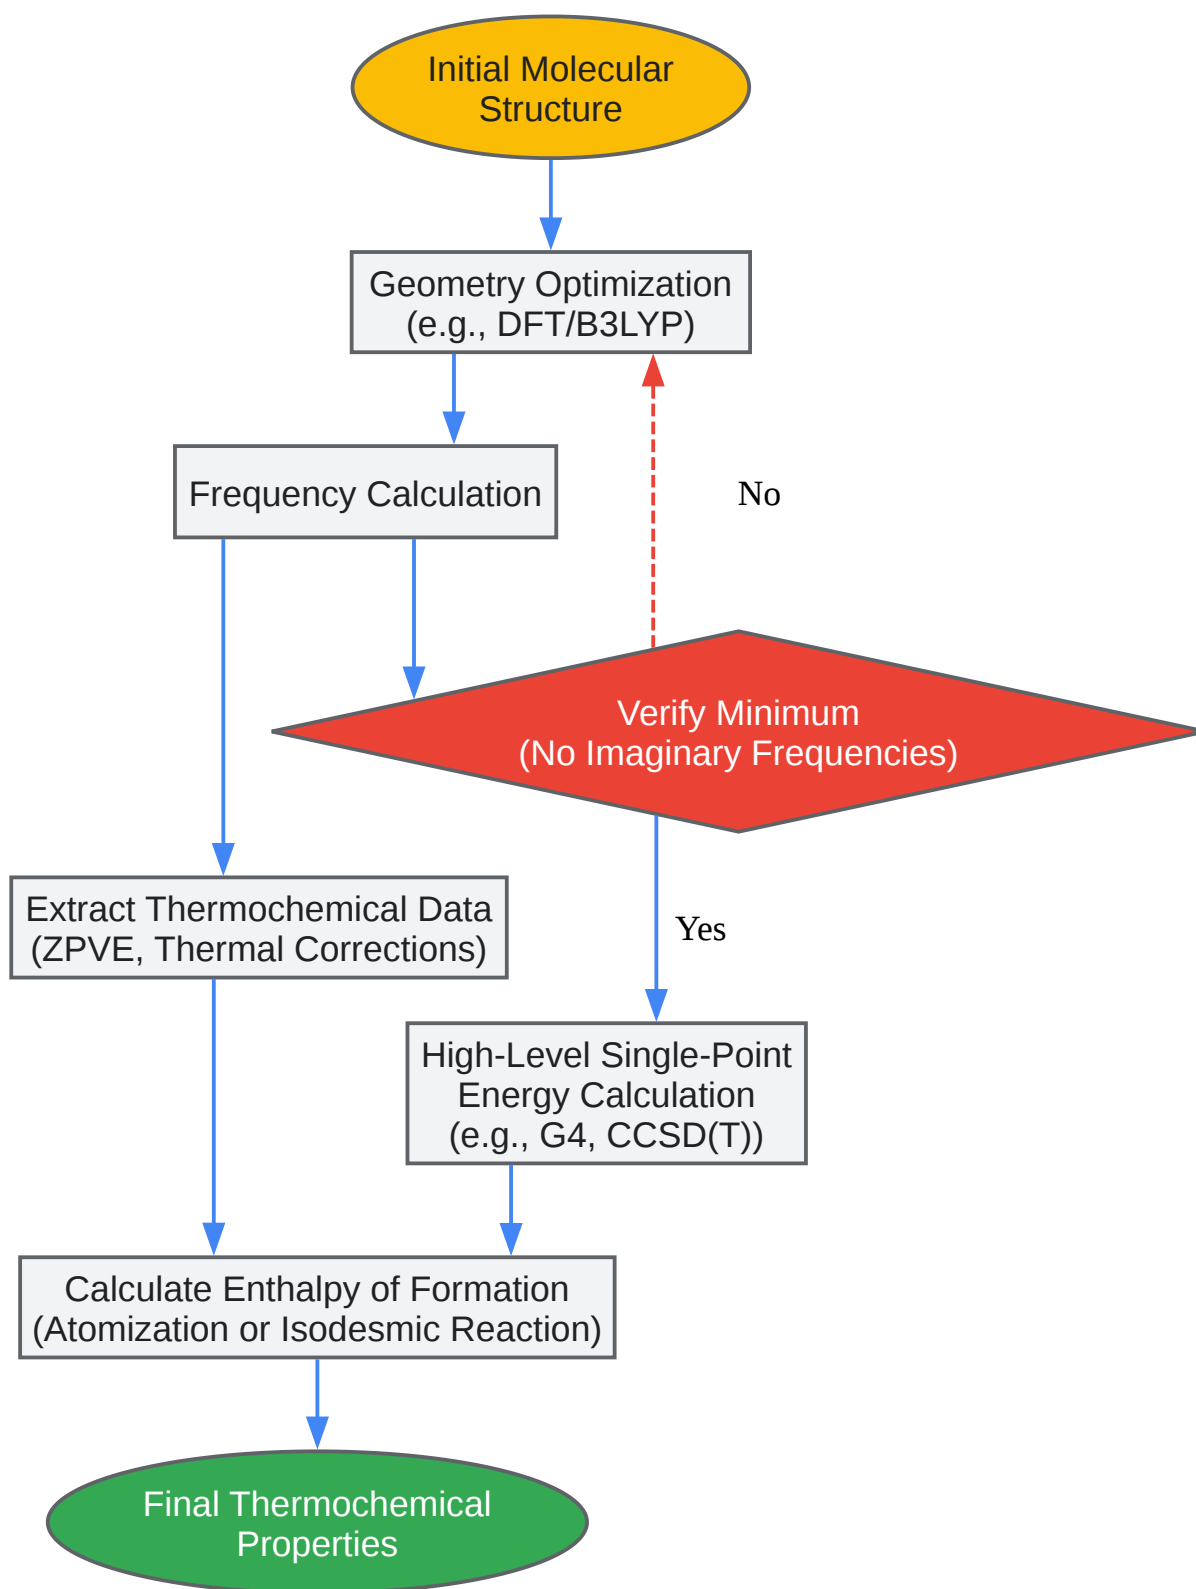 Initial Molecular
Structure
Geometry Optimization
(e.g., DFT/B3LYP)
Frequency Calculation
No
Verify Minimum
(No Imaginary Frequencies)
Extract Thermochemical Data
(ZPVE, Thermal Corrections)
Yes
High-Level Single-Point
Energy Calculation
(e.g., G4, CCSD(T))
Calculate Enthalpy of Formation
(Atomization or Isodesmic Reaction)
Final Thermochemical
Properties